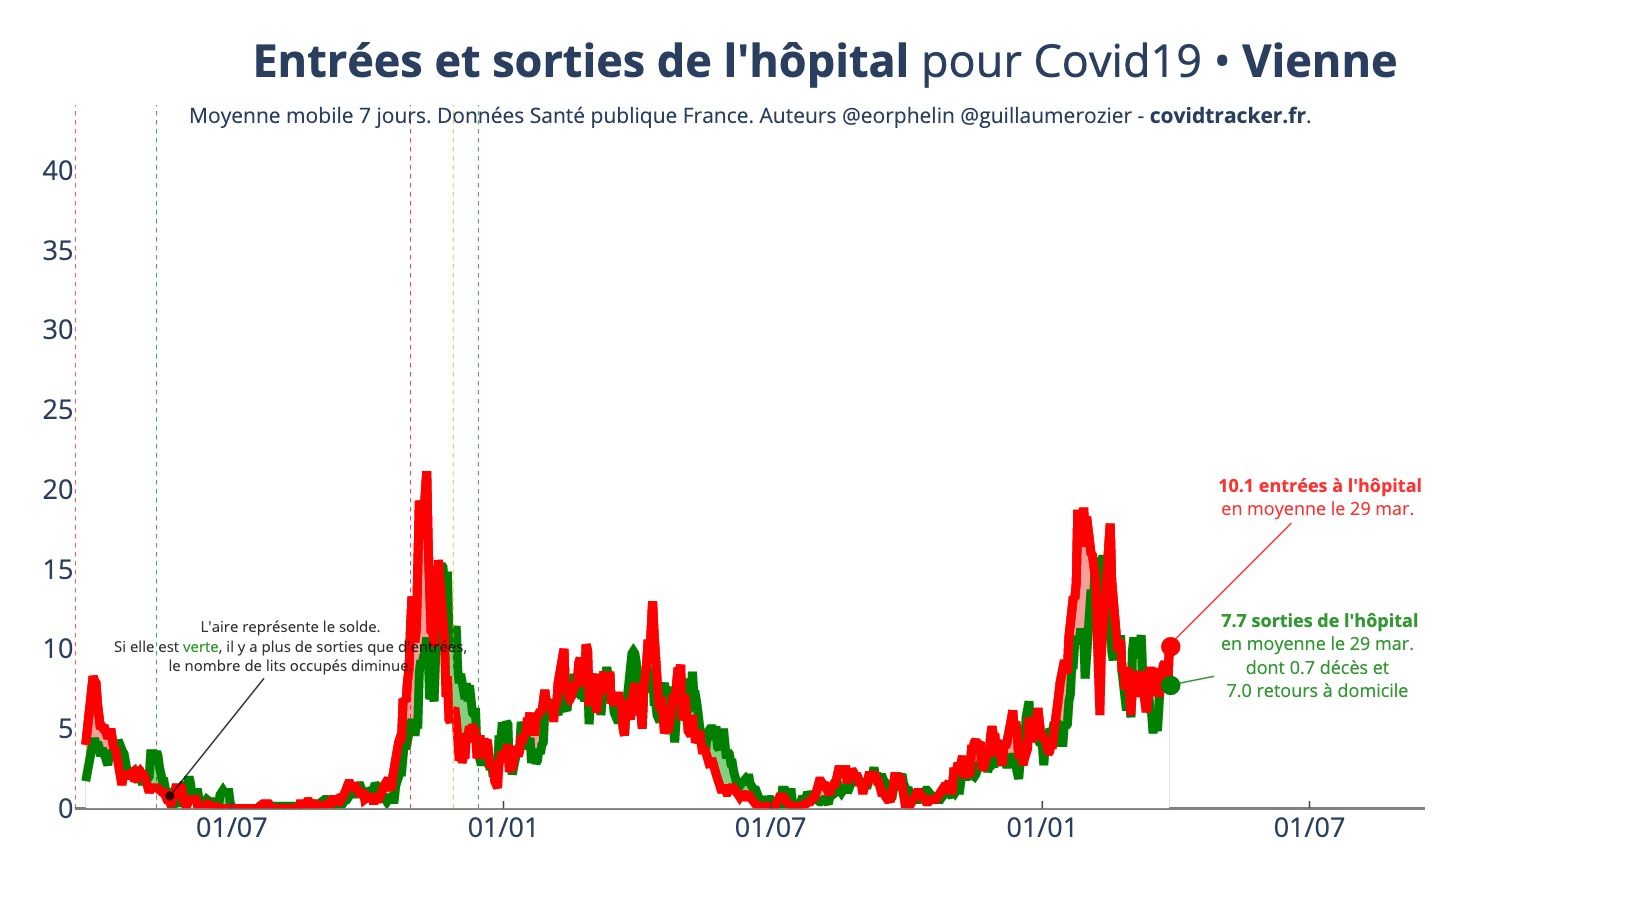 Entrées et sorties de l'hôpital pour Covid19 • Vienne
Moyenne mobile 7 jours. Données Santé publique France. Auteurs @eorphelin @guillaumerozier - covidtracker.fr.
40
35
30
25
20
15
10
5
0
L'aire représente le solde.
Si elle est verte, il y a plus de sorties que d'entrées,
le nombre de lits occupés diminue.
10.1 entrées à l'hôpital
en moyenne le 29 mar.
7.7 sorties de l'hôpital
en moyenne le 29 mar.
dont 0.7 décès et
7.0 retours à domicile
01/07
01/01
01/07
01/01
01/07